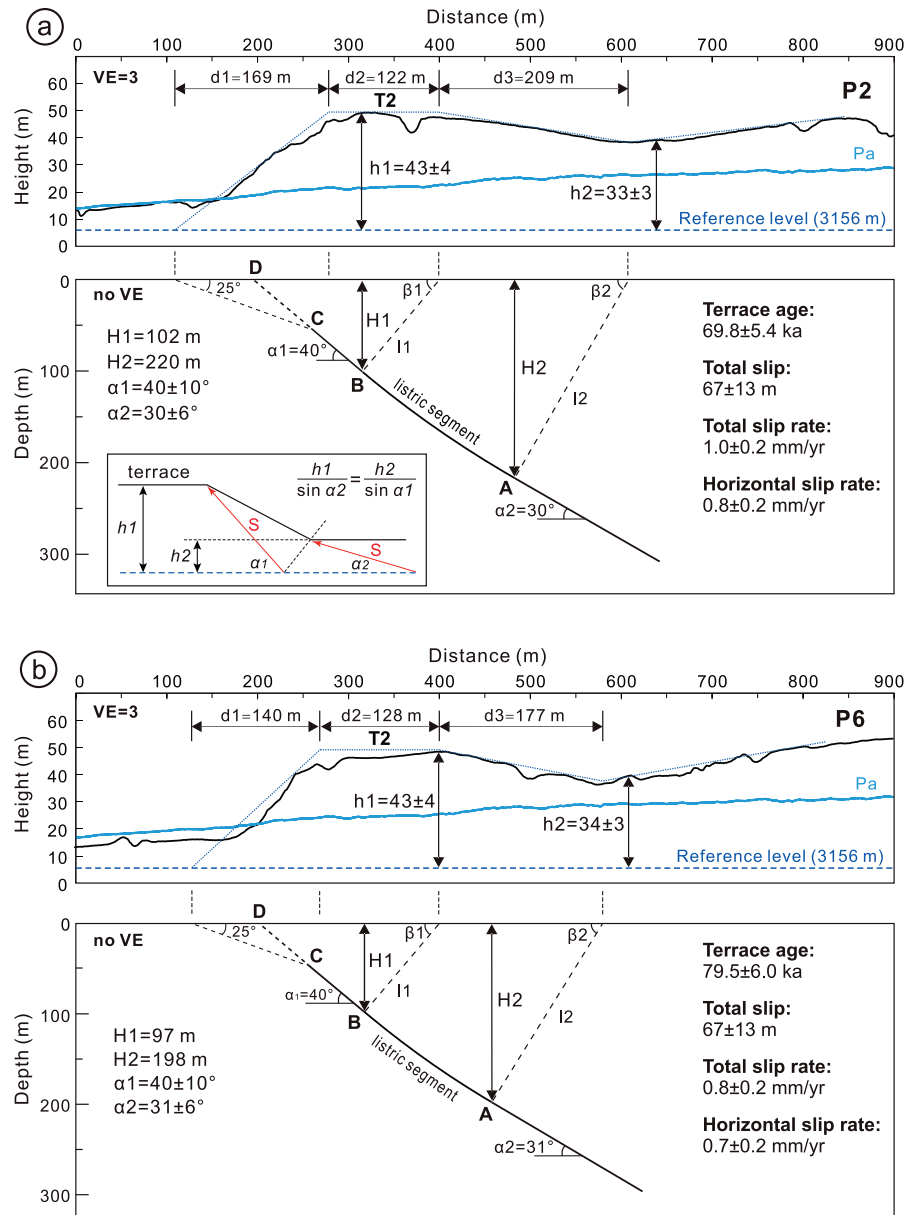 a
Distance (m)
0 100 200 300 400 500 600 700 800 900
VE=3
d1=169 m
d2=122 m
d3=209 m
T2
P2
Height (m)
60
50
40
30
20
10
0
h1=43±4
h2=33±3
Pa
Reference level (3156 m)
no VE
D
25°
C
α1=40°
B
H1
β1
l1
listric segment
H2
β2
l2
A
α2=30°
Depth (m)
0
100
200
300
H1=102 m
H2=220 m
α1=40±10°
α2=30±6°
terrace
h1
h2
h1/sin α2 = h2/sin α1
S
S
α1
α2
Terrace age:
69.8±5.4 ka
Total slip:
67±13 m
Total slip rate:
1.0±0.2 mm/yr
Horizontal slip rate:
0.8±0.2 mm/yr
b
Distance (m)
0 100 200 300 400 500 600 700 800 900
VE=3
d1=140 m
d2=128 m
d3=177 m
T2
P6
Height (m)
60
50
40
30
20
10
0
h1=43±4
h2=34±3
Pa
Reference level (3156 m)
no VE
D
25°
C
α1=40°
B
H1
β1
l1
listric segment
H2
β2
l2
A
α2=31°
Depth (m)
0
100
200
300
H1=97 m
H2=198 m
α1=40±10°
α2=31±6°
Terrace age:
79.5±6.0 ka
Total slip:
67±13 m
Total slip rate:
0.8±0.2 mm/yr
Horizontal slip rate:
0.7±0.2 mm/yr